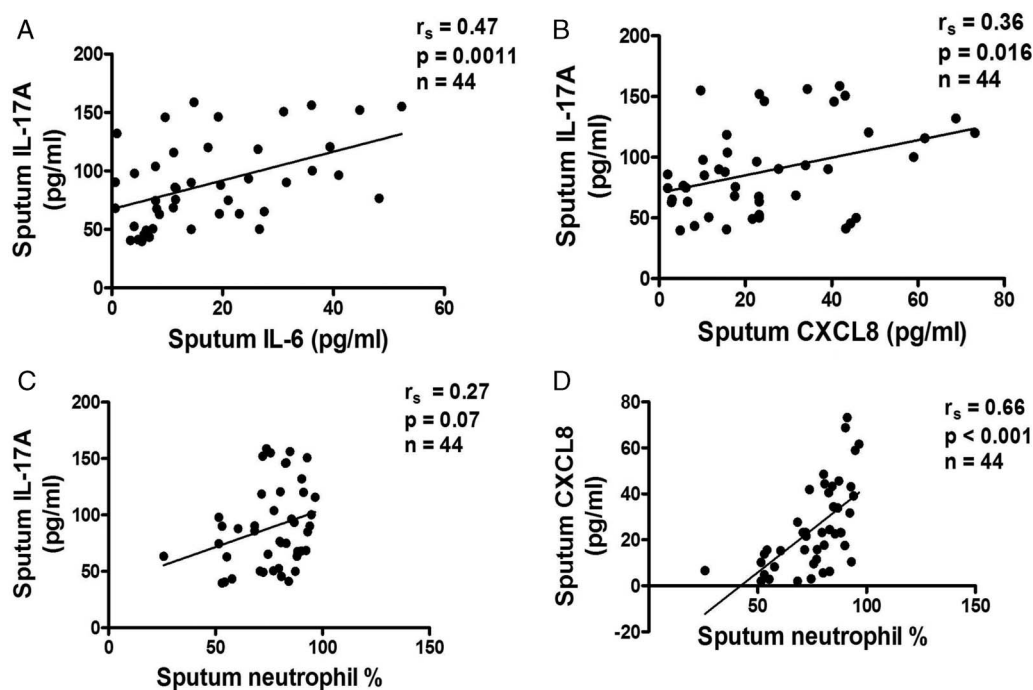 A
r_s = 0.47
p = 0.0011
n = 44
Sputum IL-17A
(pg/ml)
200
150
100
50
0
0 20 40 60
Sputum IL-6 (pg/ml)
B
r_s = 0.36
p = 0.016
n = 44
Sputum IL-17A
(pg/ml)
200
150
100
50
0
0 20 40 60 80
Sputum CXCL8 (pg/ml)
C
r_s = 0.27
p = 0.07
n = 44
Sputum IL-17A
(pg/ml)
200
150
100
50
0
0 50 100 150
Sputum neutrophil %
D
r_s = 0.66
p < 0.001
n = 44
Sputum CXCL8
(pg/ml)
80
60
40
20
0
-20
50 100 150
Sputum neutrophil %